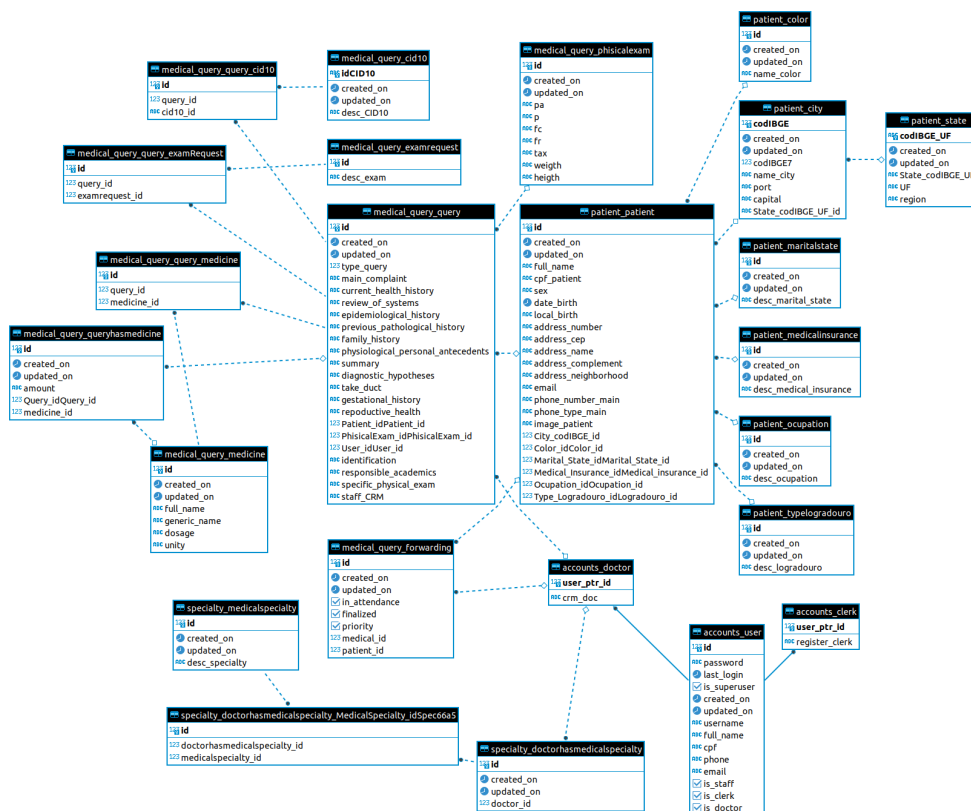 patient_color
id
created_on
updated_on
name_color
medical_query_phisicalexam
id
created_on
updated_on
pa
p
fc
fr
tax
weigth
heigth
medical_query_cid10
idCID10
created_on
updated_on
desc_CID10
medical_query_query_cid10
id
query_id
cid10_id
patient_city
codIBGE
created_on
updated_on
codIBGE7
name_city
port
capital
State_codIBGE_UF_id
patient_state
codIBGE_UF
created_on
updated_on
State_codIBGE_U
UF
region
medical_query_query_examRequest
id
query_id
examrequest_id
medical_query_examrequest
id
desc_exam
medical_query_query
id
created_on
updated_on
type_query
main_complaint
current_health_history
review_of_systems
epidemiological_history
previous_pathological_history
family_history
physiological_personal_antecedents
summary
diagnostic_hypotheses
take_duct
gestational_history
repoductive_health
Patient_idPatient_id
PhisicalExam_idPhisicalExam_id
User_idUser_id
identification
responsible_academics
specific_physical_exam
staff_CRM
patient_patient
id
created_on
updated_on
full_name
cpf_patient
sex
date_birth
local_birth
address_number
address_cep
address_name
address_complement
address_neighborhood
email
phone_number_main
phone_type_main
image_patient
City_codIBGE_id
Color_idColor_id
Marital_State_idMarital_State_id
Medical_Insurance_idMedical_insurance_id
Ocupation_idOcupation_id
Type_Logradouro_idLogradouro_id
patient_maritalstate
id
created_on
updated_on
desc_marital_state
medical_query_query_medicine
id
query_id
medicine_id
medical_query_queryhasmedicine
id
created_on
updated_on
amount
Query_idQuery_id
medicine_id
patient_medicalinsurance
id
created_on
updated_on
desc_medical_insurance
patient_ocupation
id
created_on
updated_on
desc_ocupation
medical_query_medicine
id
created_on
updated_on
full_name
generic_name
dosage
unity
patient_typelogradouro
id
created_on
updated_on
desc_logradouro
medical_query_forwarding
id
created_on
updated_on
in_attendance
finalized
priority
medical_id
patient_id
accounts_doctor
user_ptr_id
crm_doc
specialty_medicalspecialty
id
created_on
updated_on
desc_specialty
accounts_clerk
user_ptr_id
register_clerk
accounts_user
id
password
last_login
is_superuser
created_on
updated_on
username
full_name
cpf
phone
email
is_staff
is_clerk
is_doctor
specialty_doctorhasmedicalspecialty_MedicalSpecialty_idSpec66a5
id
doctorhasmedicalspecialty_id
medicalspecialty_id
specialty_doctorhasmedicalspecialty
id
created_on
updated_on
doctor_id